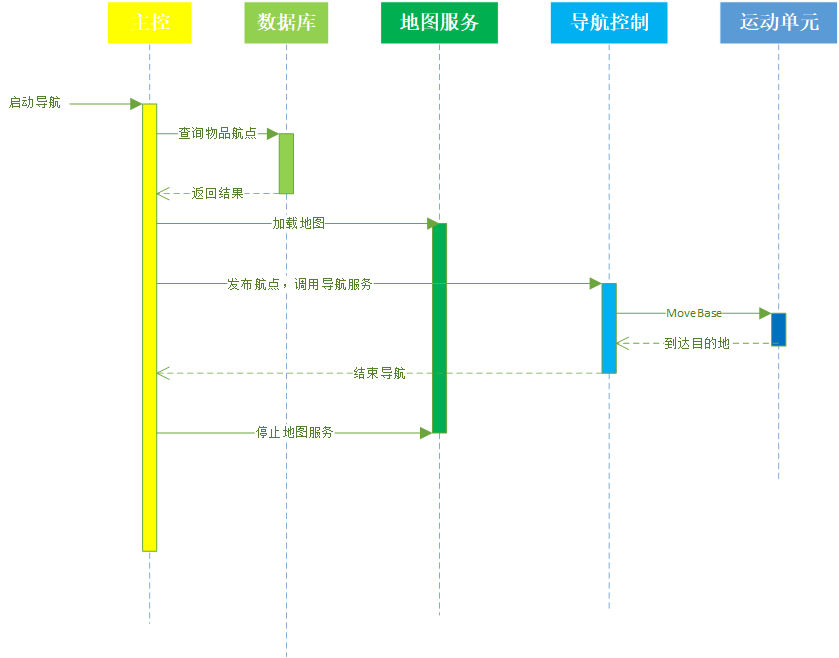 主控
数据库
地图服务
导航控制
运动单元
启动导航
查询物品航点
返回结果
加载地图
发布航点，调用导航服务
MoveBase
到达目的地
结束导航
停止地图服务